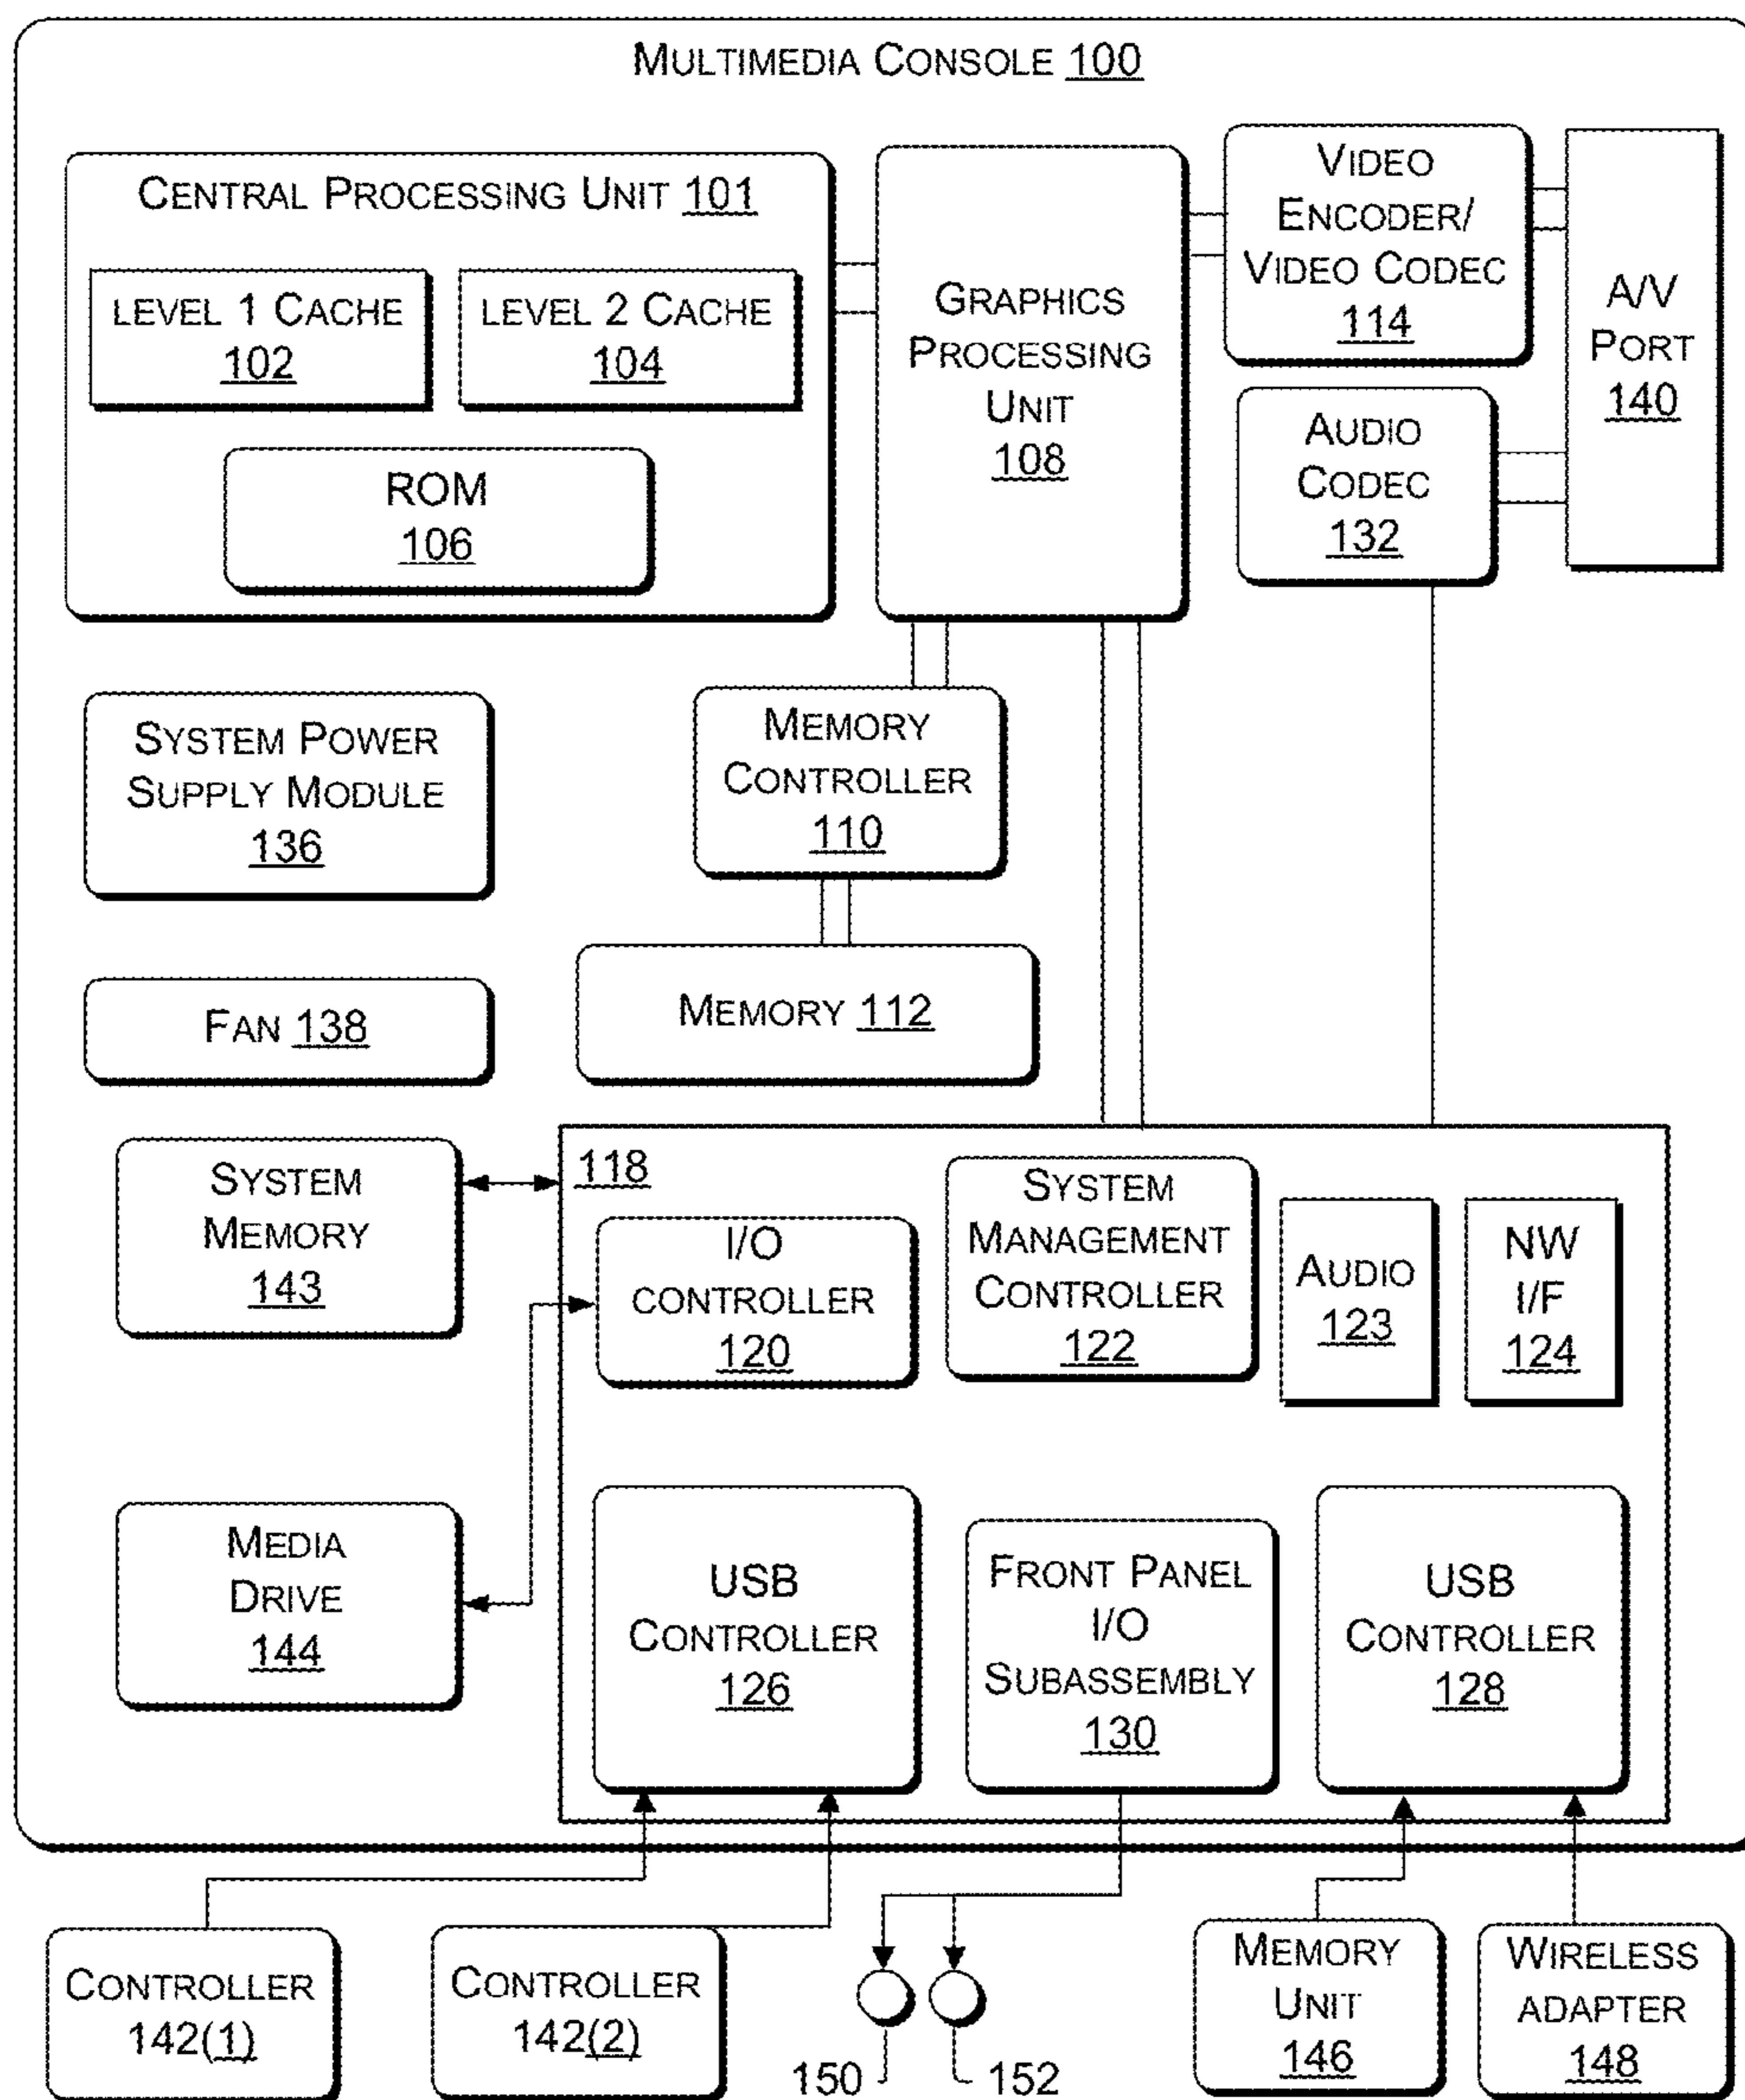 MULTIMEDIA CONSOLE 100
CENTRAL PROCESSING UNIT 101
LEVEL 1 CACHE
102
LEVEL 2 CACHE
104
ROM
106
GRAPHICS
PROCESSING
UNIT
108
VIDEO
ENCODER/
VIDEO CODEC
114
AUDIO
CODEC
132
A/V
PORT
140
SYSTEM POWER
SUPPLY MODULE
136
MEMORY
CONTROLLER
110
FAN 138
MEMORY 112
SYSTEM
MEMORY
143
118
I/O
CONTROLLER
120
SYSTEM
MANAGEMENT
CONTROLLER
122
AUDIO
123
NW
I/F
124
MEDIA
DRIVE
144
USB
CONTROLLER
126
FRONT PANEL
I/O
SUBASSEMBLY
130
USB
CONTROLLER
128
CONTROLLER
142(1)
CONTROLLER
142(2)
150
152
MEMORY
UNIT
146
WIRELESS
ADAPTER
148